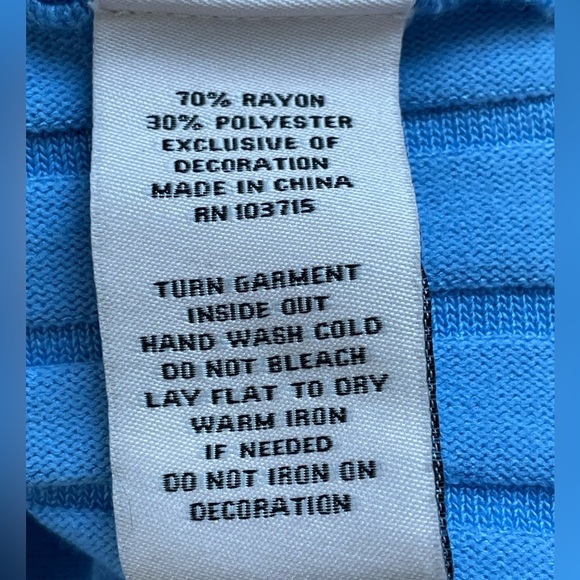 70% RAYON
30% POLYESTER
EXCLUSIVE OF
DECORATION
MADE IN CHINA
RN 103715
TURN GARMENT
INSIDE OUT
HAND WASH COLD
DO NOT BLEACH
LAY FLAT TO DRY
WARM IRON
IF NEEDED
DO NOT IRON ON
DECORATION